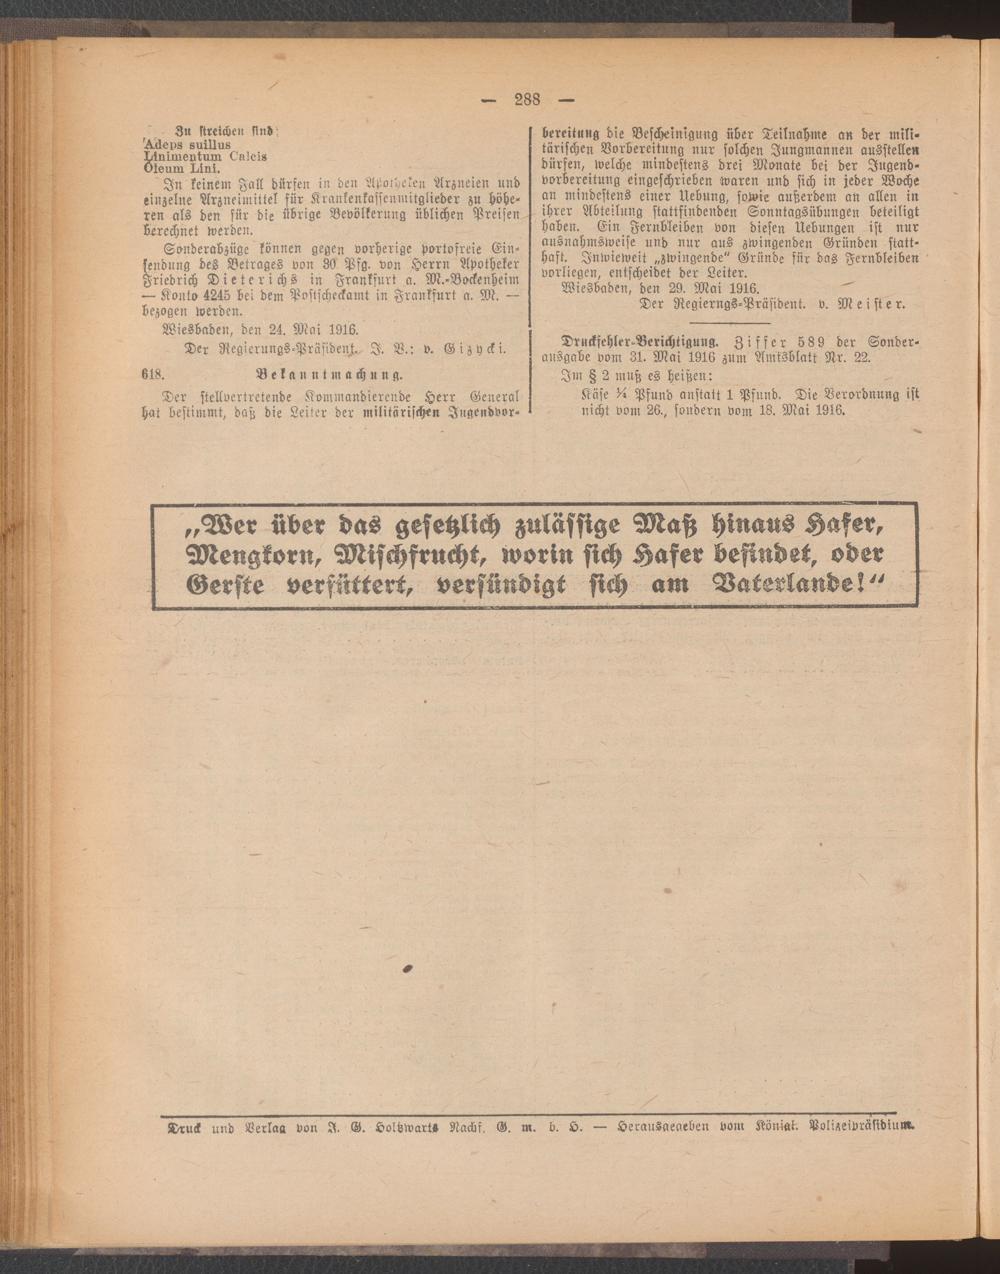 — 288 —
Zu streichen sind:
Adeps suillus
Linimentum Calcis
Oleum Lini.
In keinem Fall dürfen in den Apotheken Arzneien und
einzelne Arzneimittel für Krankenkassenmitglieder zu höhe-
ren als den für die übrige Bevölkerung üblichen Preisen
berechnet werden.
Sonderabzüge können gegen vorherige portofreie Ein-
sendung des Betrages von 30 Pfg. von Herrn Apotheker
Friedrich Dieterichs in Frankfurt a. M.-Bockenheim
— Konto 4245 bei dem Postscheckamt in Frankfurt a. M. —
bezogen werden.
Wiesbaden, den 24. Mai 1916.
Der Regierungs-Präsident. J. V.: v. Gizycki.
618. Bekanntmachung.
Der stellvertretende Kommandierende Herr General
hat bestimmt, daß die Leiter der militärischen Jugendvor-
bereitung die Bescheinigung über Teilnahme an der mili-
tärischen Vorbereitung nur solchen Jungmannen ausstellen
dürfen, welche mindestens drei Monate bei der Jugend-
vorbereitung eingeschrieben waren und sich in jeder Woche
an mindestens einer Uebung, sowie außerdem an allen in
ihrer Abteilung stattfindenden Sonntagsübungen beteiligt
haben. Ein Fernbleiben von diesen Uebungen ist nur
ausnahmsweise und nur aus zwingenden Gründen statt-
haft. Inwieweit „zwingende“ Gründe für das Fernbleiben
vorliegen, entscheidet der Leiter.
Wiesbaden, den 29. Mai 1916.
Der Regierngs-Präsident. v. Meister.
Druckfehler-Berichtigung. Ziffer 589 der Sonder-
ausgabe vom 31. Mai 1916 zum Amtsblatt Nr. 22.
Im § 2 muß es heißen:
Käse ¼ Pfund anstatt 1 Pfund. Die Verordnung ist
nicht vom 26., sondern vom 18. Mai 1916.
„Wer über das gesetzlich zulässige Maß hinaus Hafer,
Mengkorn, Mischfrucht, worin sich Hafer befindet, oder
Gerste verfüttert, versündigt sich am Vaterlande!“
Druck und Verlag von J. G. Holtzwarts Nachf. G. m. b. H. — Herausgegeben vom Königl. Polizeipräsidium.